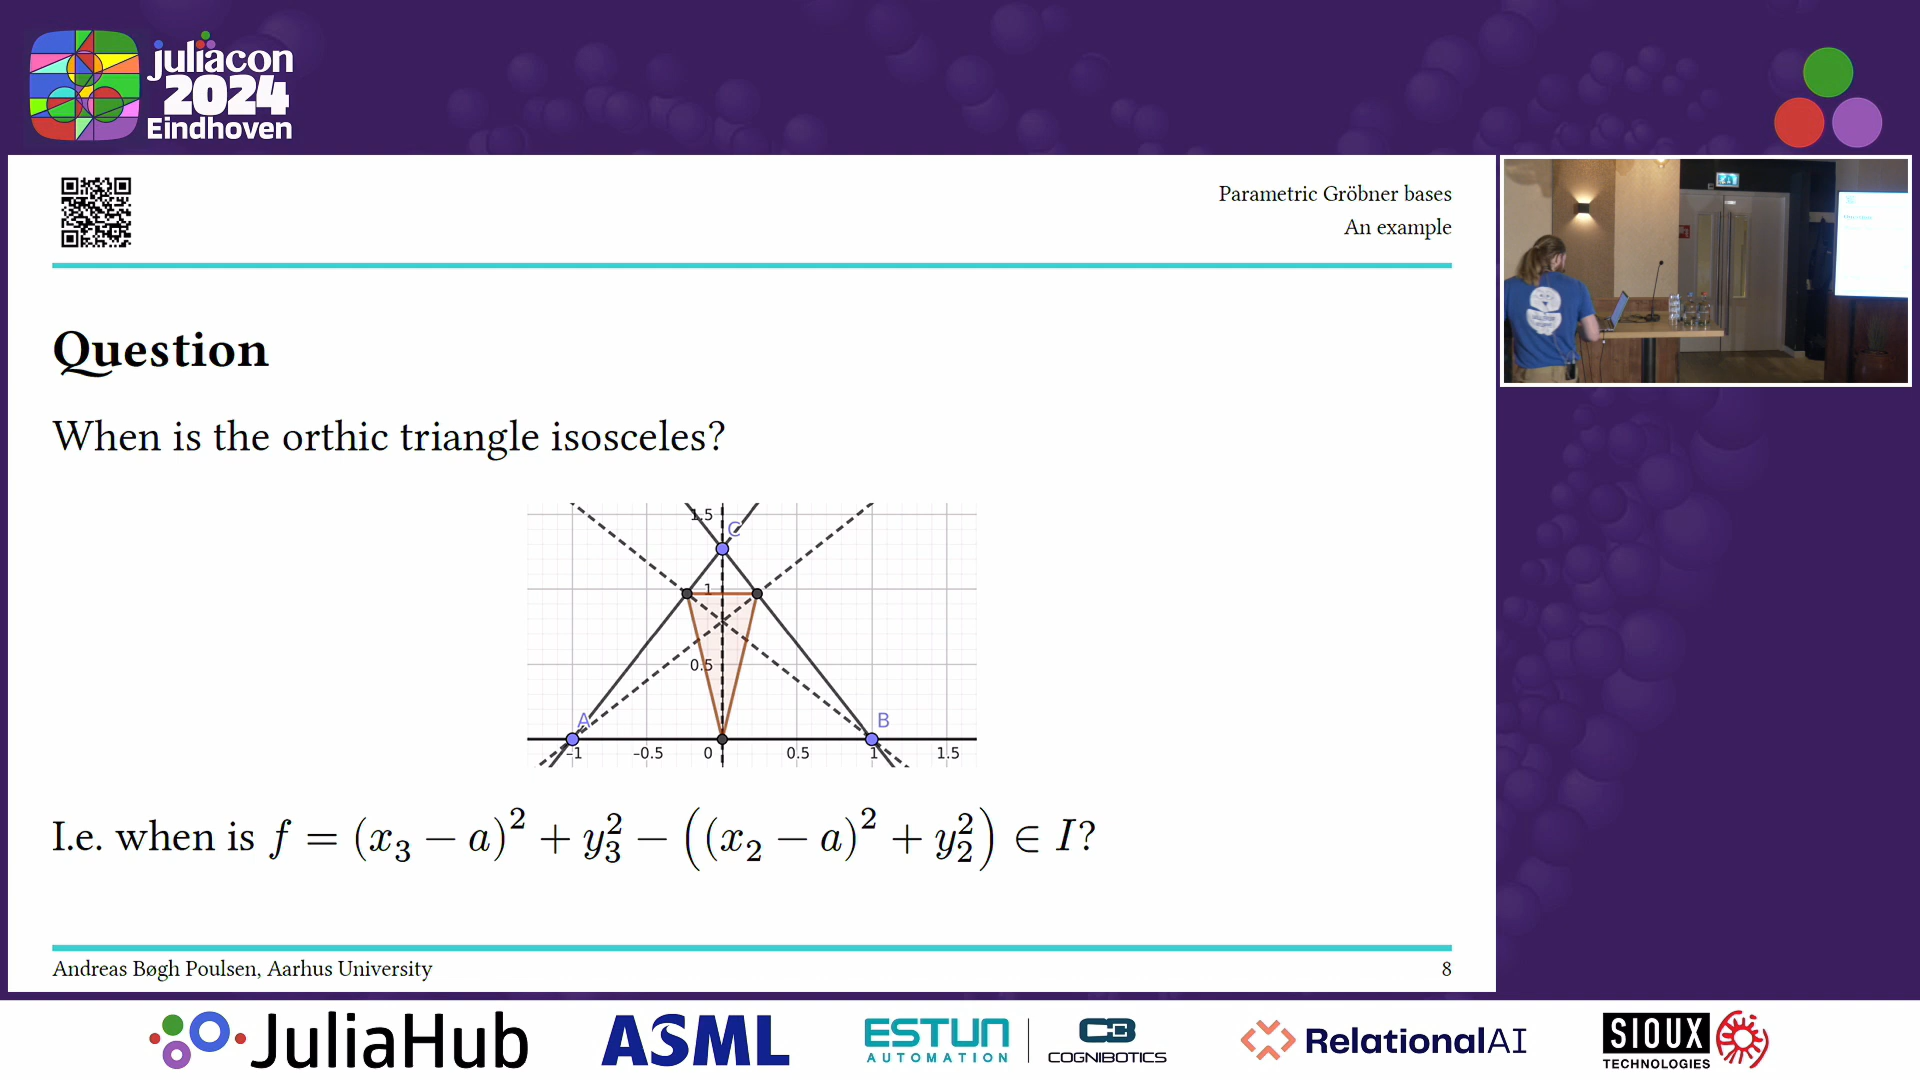 juliacon
2024
Eindhoven
Parametric Gröbner bases
An example
Question
When is the orthic triangle isosceles?
1.5
C
1
0.5
A
B
-1
-0.5
0
0.5
1
1.5
I.e. when is f = (x₃ − a)² + y₃² − ((x₂ − a)² + y₂²) ∈ I?
Andreas Bøgh Poulsen, Aarhus University
8
JuliaHub
ASML
ESTUN
AUTOMATION
COGNIBOTICS
RelationalAI
SIOUX
TECHNOLOGIES